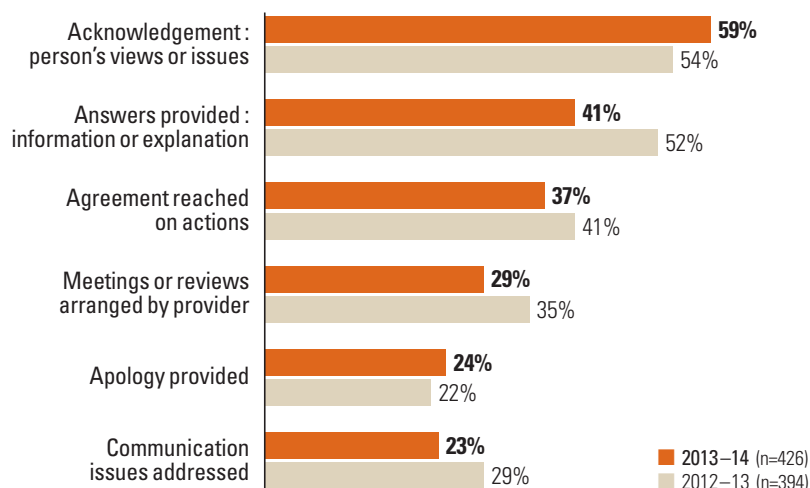 Acknowledgement :
person's views or issues
59%
54%
Answers provided :
information or explanation
41%
52%
Agreement reached
on actions
37%
41%
Meetings or reviews
arranged by provider
29%
35%
Apology provided
24%
22%
Communication
issues addressed
23%
29%
2013–14 (n=426)
2012–13 (n=394)